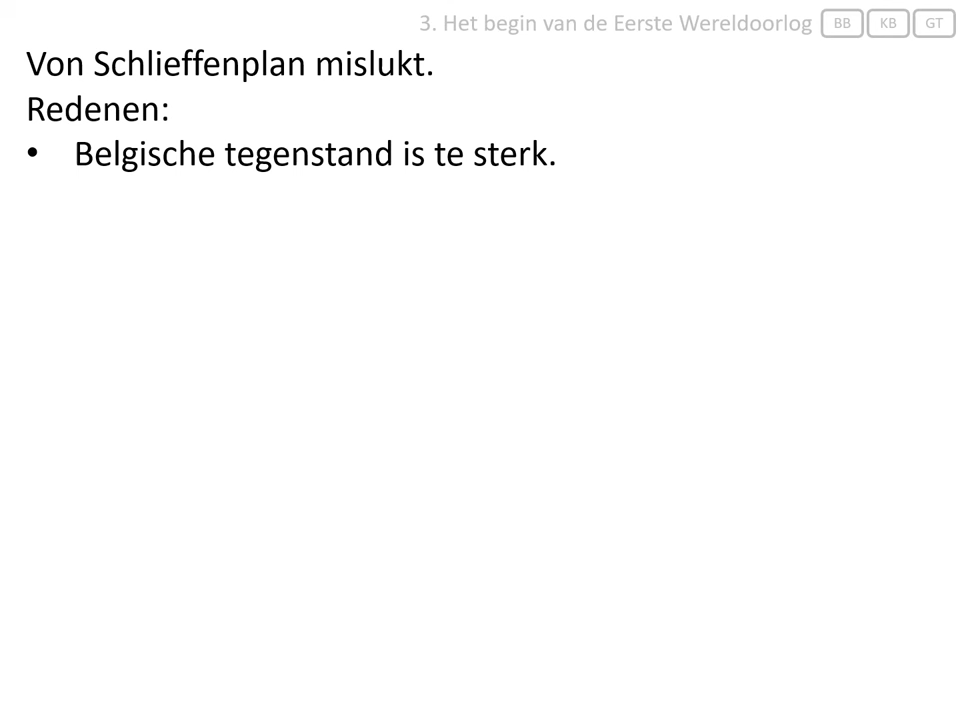 3. Het begin van de Eerste Wereldoorlog BB KB GT
Von Schlieffenplan mislukt.
Redenen:
• Belgische tegenstand is te sterk.